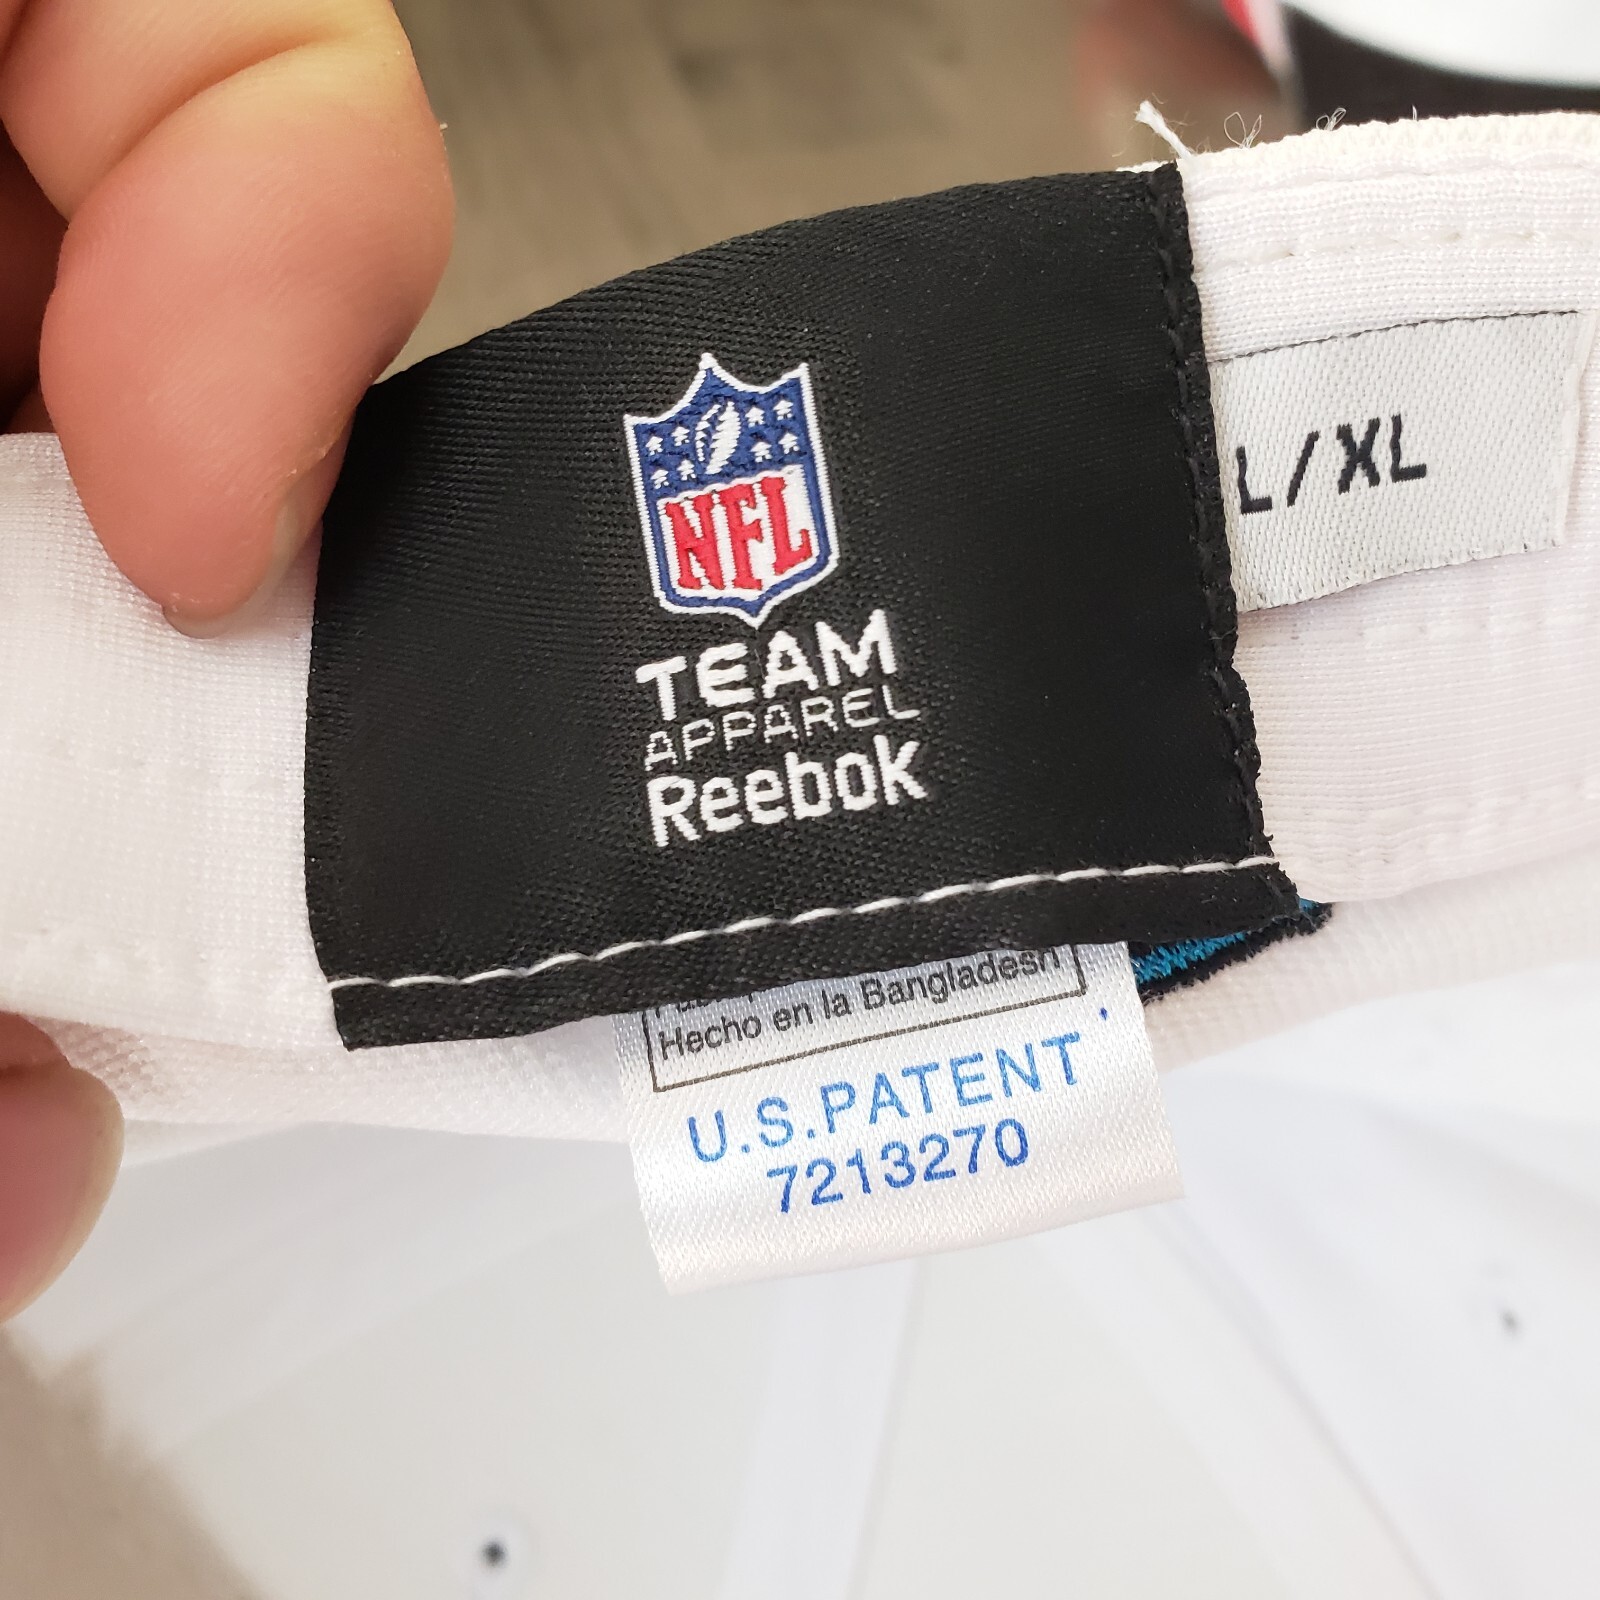 NFL
TEAM
APPAREL
Reebok
L/XL
Hecho en la Bangladesh
U.S.PATENT
7213270